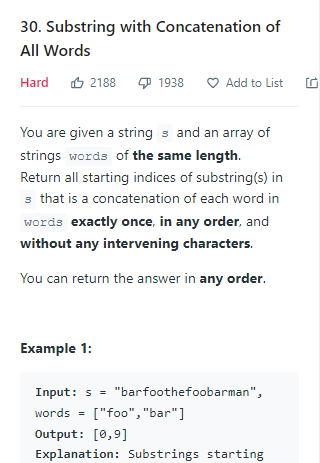 30. Substring with Concatenation of
All Words
Hard 2188 1938 Add to List
You are given a string s and an array of
strings words of the same length.
Return all starting indices of substring(s) in
s that is a concatenation of each word in
words exactly once, in any order, and
without any intervening characters.
You can return the answer in any order.
Example 1:
Input: s = "barfoothefoobarman",
words = ["foo","bar"]
Output: [0,9]
Explanation: Substrings starting